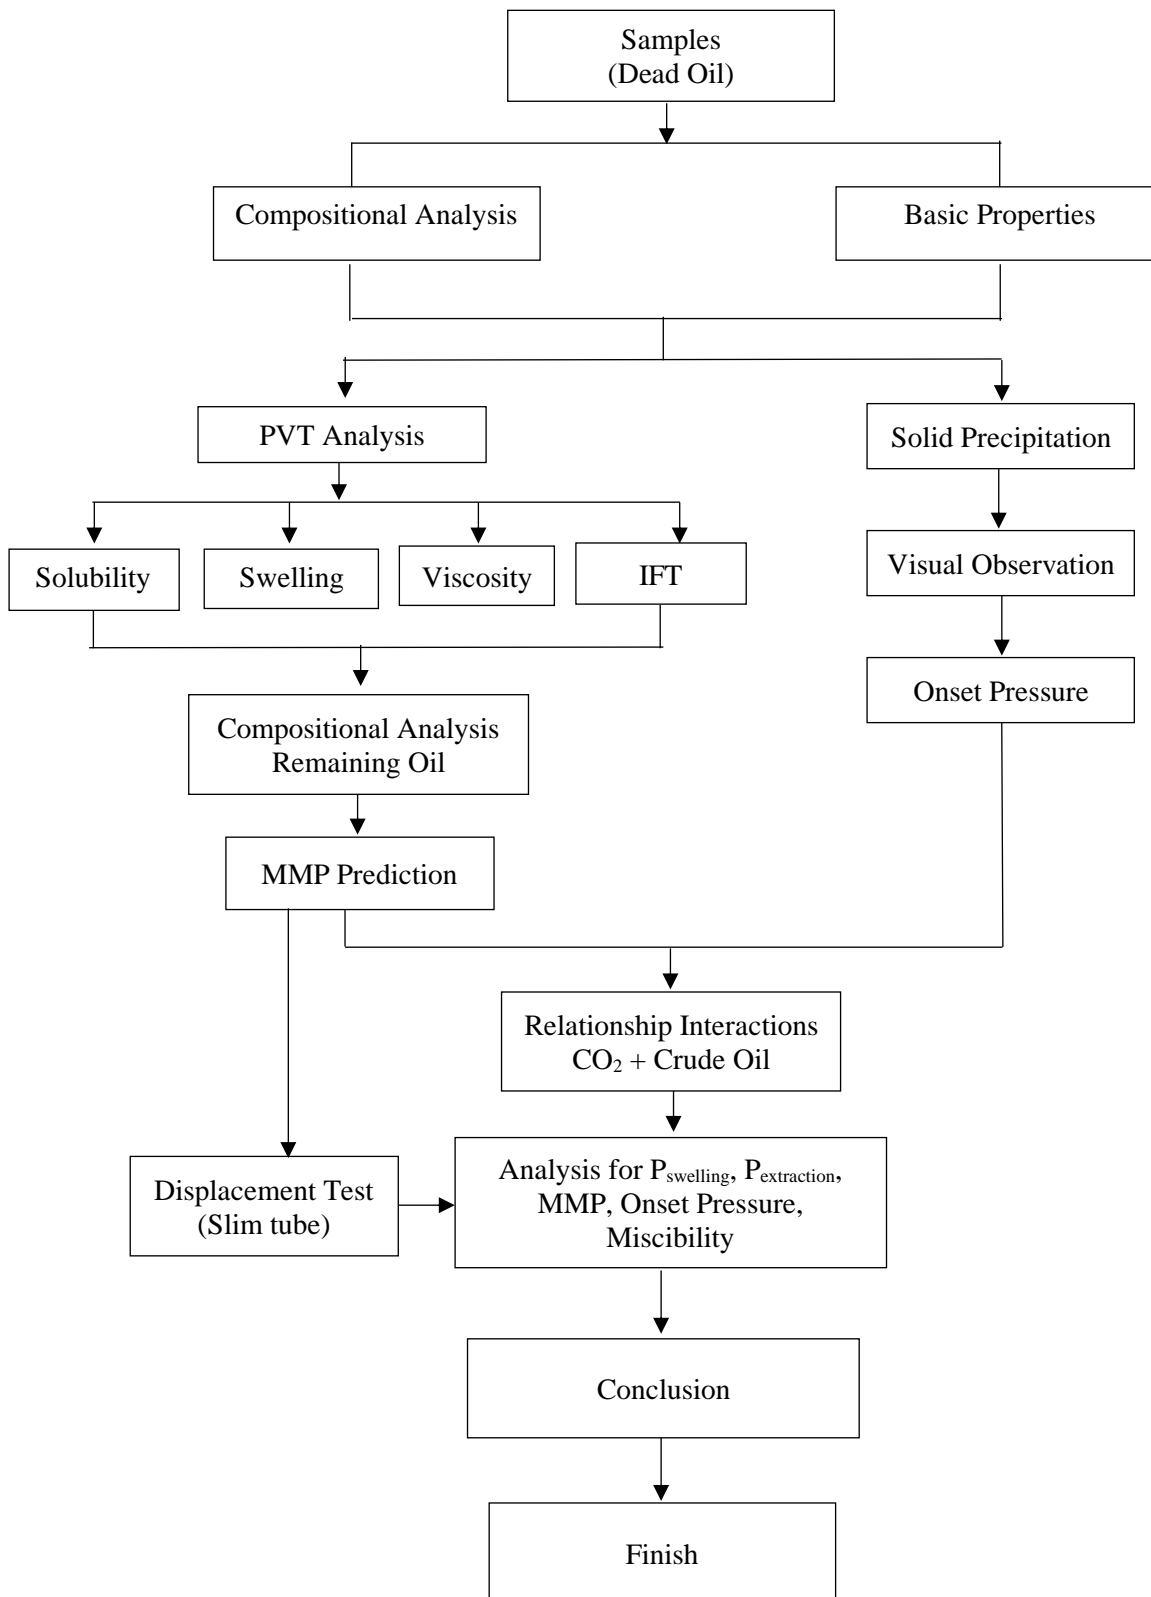 Samples
(Dead Oil)
Compositional Analysis
Basic Properties
PVT Analysis
Solid Precipitation
Solubility
Swelling
Viscosity
IFT
Visual Observation
Onset Pressure
Compositional Analysis
Remaining Oil
MMP Prediction
Relationship Interactions
CO₂ + Crude Oil
Displacement Test
(Slim tube)
Analysis for Pswelling, Pextraction,
MMP, Onset Pressure,
Miscibility
Conclusion
Finish